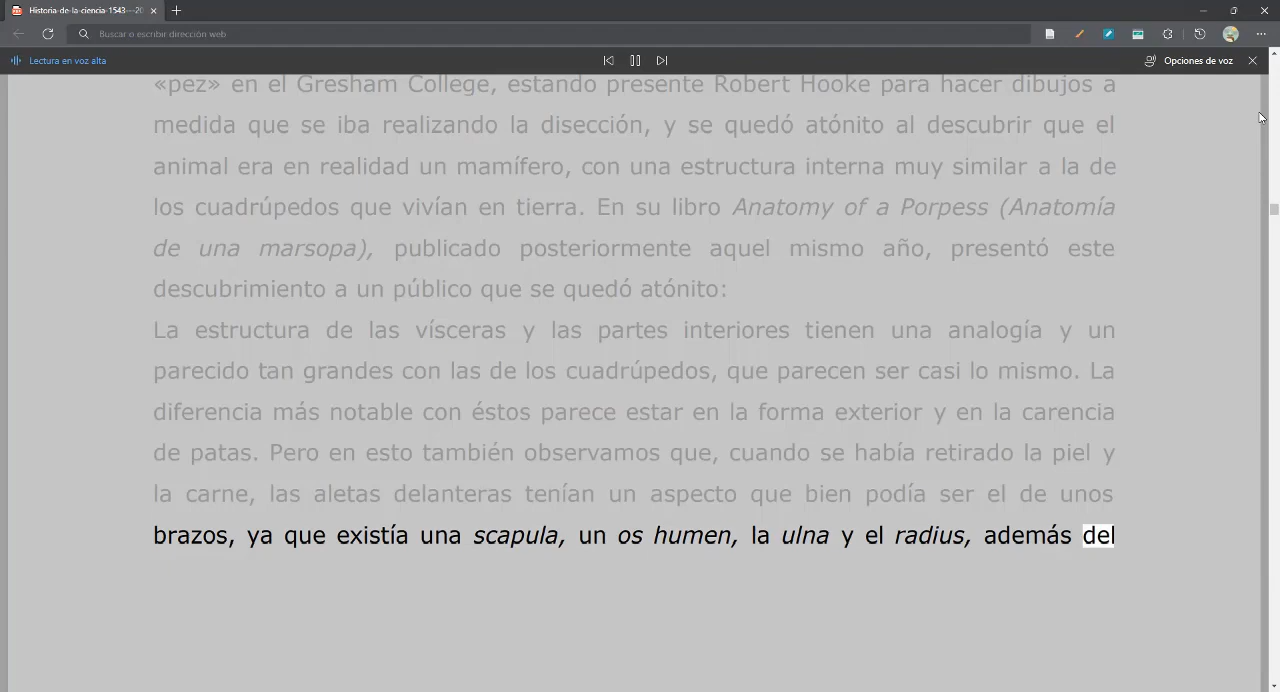 Historia-de-la-ciencia-1543---20
Buscar o escribir dirección web
Lectura en voz alta
Opciones de voz
«pez» en el Gresham College, estando presente Robert Hooke para hacer dibujos a
medida que se iba realizando la disección, y se quedó atónito al descubrir que el
animal era en realidad un mamífero, con una estructura interna muy similar a la de
los cuadrúpedos que vivían en tierra. En su libro Anatomy of a Porpess (Anatomía
de una marsopa), publicado posteriormente aquel mismo año, presentó este
descubrimiento a un público que se quedó atónito:
La estructura de las vísceras y las partes interiores tienen una analogía y un
parecido tan grandes con las de los cuadrúpedos, que parecen ser casi lo mismo. La
diferencia más notable con éstos parece estar en la forma exterior y en la carencia
de patas. Pero en esto también observamos que, cuando se había retirado la piel y
la carne, las aletas delanteras tenían un aspecto que bien podía ser el de unos
brazos, ya que existía una scapula, un os humen, la ulna y el radius, además del